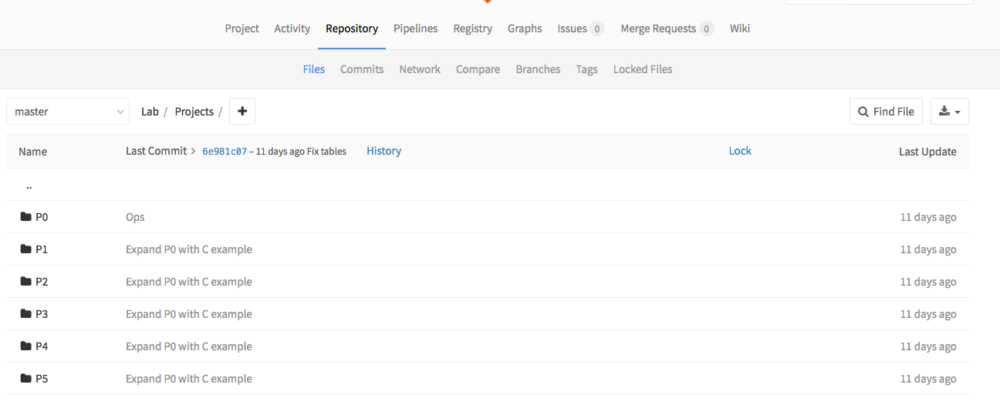 Project Activity Repository Pipelines Registry Graphs Issues 0 Merge Requests 0 Wiki
Files Commits Network Compare Branches Tags Locked Files
master Lab / Projects / + Find File
Name Last Commit > 6e981c07 – 11 days ago Fix tables History Lock Last Update
..
P0 Ops 11 days ago
P1 Expand P0 with C example 11 days ago
P2 Expand P0 with C example 11 days ago
P3 Expand P0 with C example 11 days ago
P4 Expand P0 with C example 11 days ago
P5 Expand P0 with C example 11 days ago